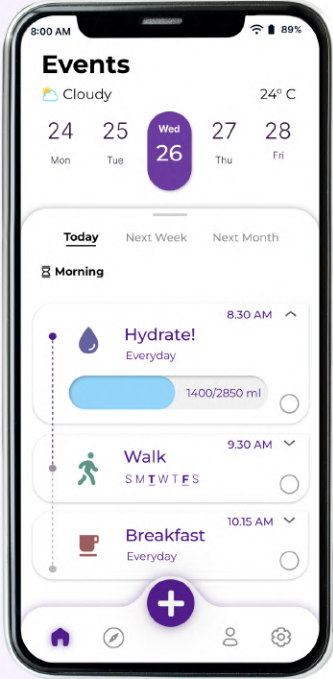 8:00 AM 89%
Events
Cloudy 24° C
24 25 Wed 27 28
Mon Tue 26 Thu Fri
Today Next Week Next Month
Morning
8.30 AM
Hydrate!
Everyday
1400/2850 ml
9.30 AM
Walk
S M T W T F S
10.15 AM
Breakfast
Everyday